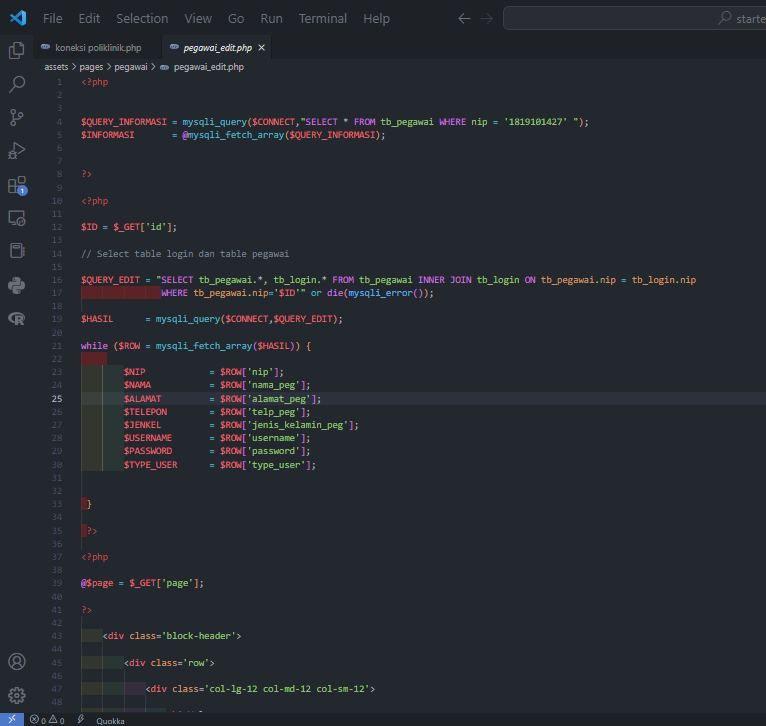 File Edit Selection View Go Run Terminal Help
starte
koneksi poliklinik.php pegawai_edit.php
assets > pages > pegawai > pegawai_edit.php
1 <?php
2
3
4 $QUERY_INFORMASI = mysqli_query($CONNECT,"SELECT * FROM tb_pegawai WHERE nip = '1819101427' ");
5 $INFORMASI = @mysqli_fetch_array($QUERY_INFORMASI);
6
7
8 ?>
9
10 <?php
11
12 $ID = $_GET['id'];
13
14 // Select table login dan table pegawai
15
16 $QUERY_EDIT = "SELECT tb_pegawai.*, tb_login.* FROM tb_pegawai INNER JOIN tb_login ON tb_pegawai.nip = tb_login.nip
17 WHERE tb_pegawai.nip='$ID'" or die(mysqli_error());
18
19 $HASIL = mysqli_query($CONNECT,$QUERY_EDIT);
20
21 while ($ROW = mysqli_fetch_array($HASIL)) {
22
23 $NIP = $ROW['nip'];
24 $NAMA = $ROW['nama_peg'];
25 $ALAMAT = $ROW['alamat_peg'];
26 $TELEPON = $ROW['telp_peg'];
27 $JENKEL = $ROW['jenis_kelamin_peg'];
28 $USERNAME = $ROW['username'];
29 $PASSWORD = $ROW['password'];
30 $TYPE_USER = $ROW['type_user'];
31
32
33 }
34
35 ?>
36
37 <?php
38
39 @$page = $_GET['page'];
40
41 ?>
42
43 <div class='block-header'>
44
45 <div class='row'>
46
47 <div class='col-lg-12 col-md-12 col-sm-12'>
48
1
0 0 Quokka